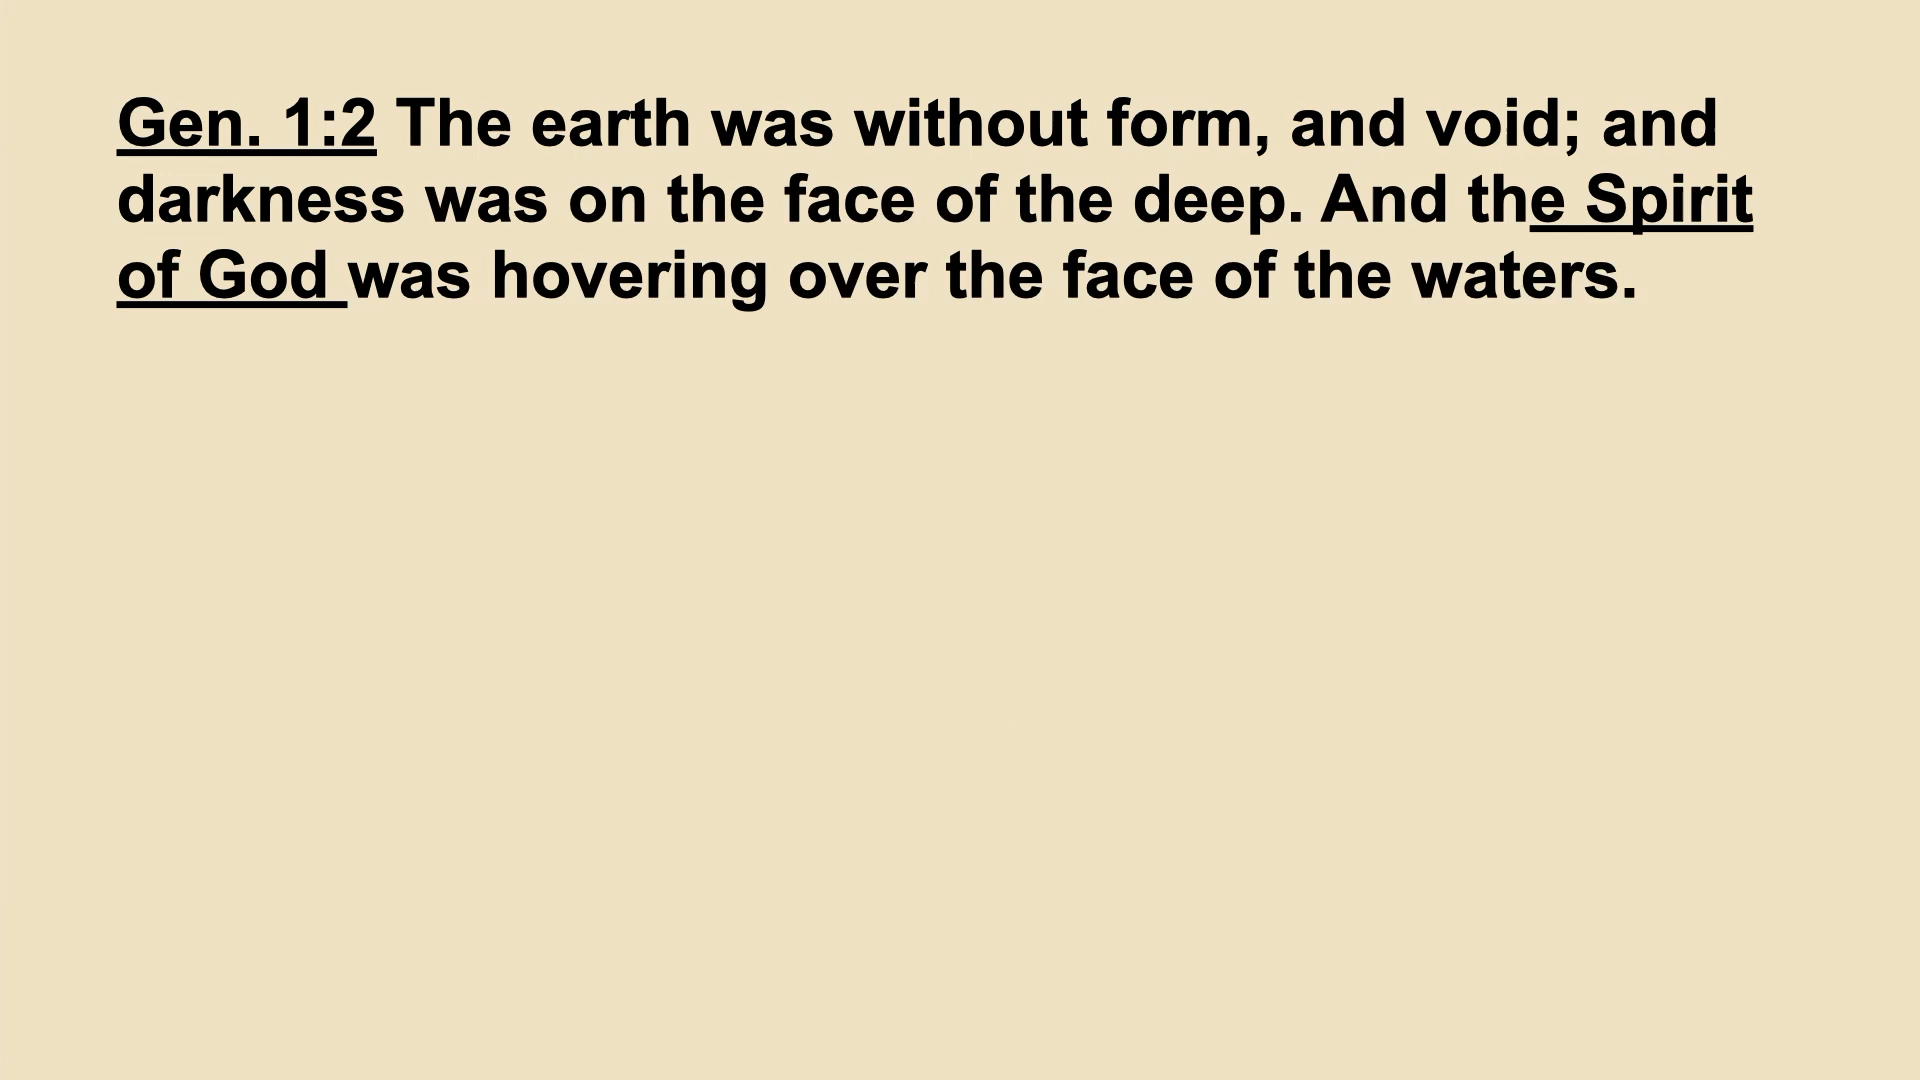 Gen. 1:2 The earth was without form, and void; and
darkness was on the face of the deep. And the Spirit
of God was hovering over the face of the waters.